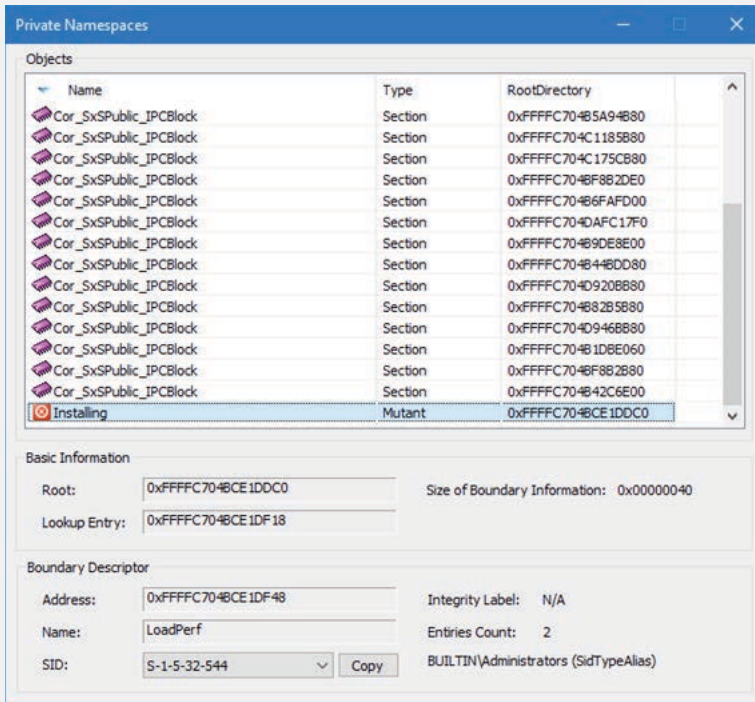 Private Namespaces
Objects
Name Type RootDirectory
Cor_SxSPublic_IPCBlock Section 0xFFFFC704B5A94B80
Cor_SxSPublic_IPCBlock Section 0xFFFFC704C1185B80
Cor_SxSPublic_IPCBlock Section 0xFFFFC704C175CB80
Cor_SxSPublic_IPCBlock Section 0xFFFFC704BF8B2DE0
Cor_SxSPublic_IPCBlock Section 0xFFFFC704B6FAFD00
Cor_SxSPublic_IPCBlock Section 0xFFFFC704DAFC17F0
Cor_SxSPublic_IPCBlock Section 0xFFFFC704B9DE8E00
Cor_SxSPublic_IPCBlock Section 0xFFFFC704B44BDD80
Cor_SxSPublic_IPCBlock Section 0xFFFFC704D920BB80
Cor_SxSPublic_IPCBlock Section 0xFFFFC704B82B5B80
Cor_SxSPublic_IPCBlock Section 0xFFFFC704D946BB80
Cor_SxSPublic_IPCBlock Section 0xFFFFC704B1DBE060
Cor_SxSPublic_IPCBlock Section 0xFFFFC704BF8B2B80
Cor_SxSPublic_IPCBlock Section 0xFFFFC704B42C6E00
Installing Mutant 0xFFFFC704BCE1DDC0
Basic Information
Root: 0xFFFFC704BCE1DDC0 Size of Boundary Information: 0x00000040
Lookup Entry: 0xFFFFC704BCE1DF18
Boundary Descriptor
Address: 0xFFFFC704BCE1DF48 Integrity Label: N/A
Name: LoadPerf Entries Count: 2
SID: S-1-5-32-544 Copy BUILTIN\Administrators (SidTypeAlias)